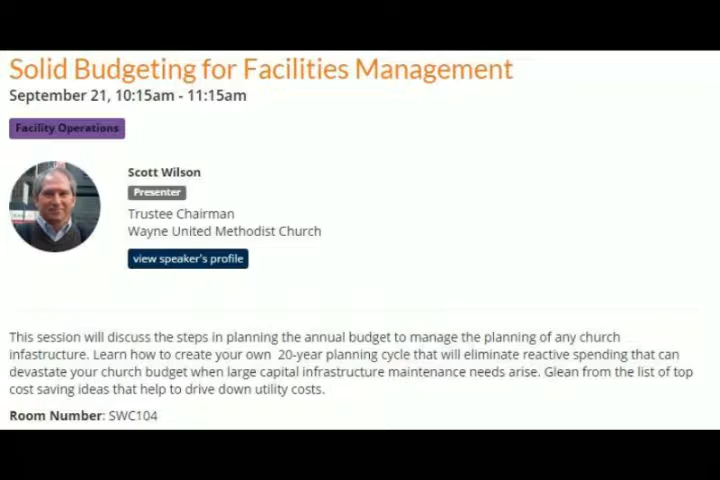 Solid Budgeting for Facilities Management
September 21, 10:15am - 11:15am
Facility Operations
Scott Wilson
Presenter
Trustee Chairman
Wayne United Methodist Church
view speaker's profile
This session will discuss the steps in planning the annual budget to manage the planning of any church
infastructure. Learn how to create your own  20-year planning cycle that will eliminate reactive spending that can
devastate your church budget when large capital infrastructure maintenance needs arise. Glean from the list of top
cost saving ideas that help to drive down utility costs.
Room Number: SWC104